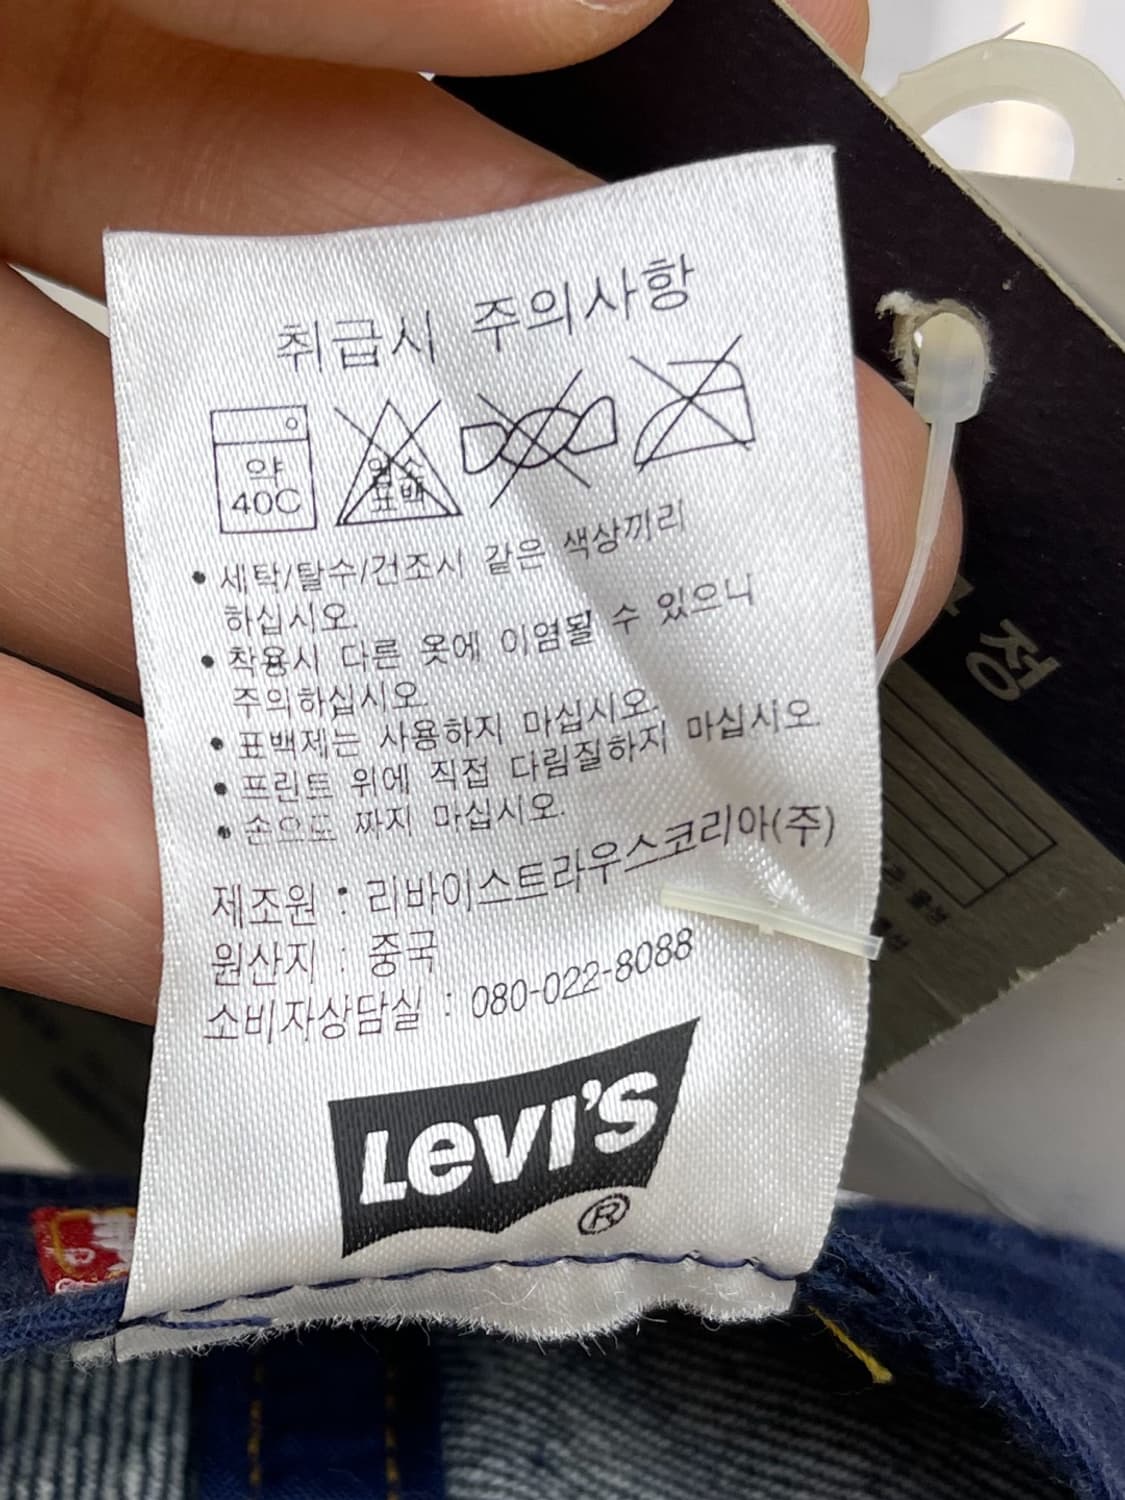 취급시 주의사항
약
40C
염소
표백
• 세탁/탈수/건조시 같은 색상끼리
하십시오.
• 착용시 다른 옷에 이염될 수 있으니
주의하십시오.
• 표백제는 사용하지 마십시오.
• 프린트 위에 직접 다림질하지 마십시오.
• 손으로 짜지 마십시오.
제조원 : 리바이스트라우스코리아(주)
원산지 : 중국
소비자상담실 : 080-022-8088
LEVI'S
®
정